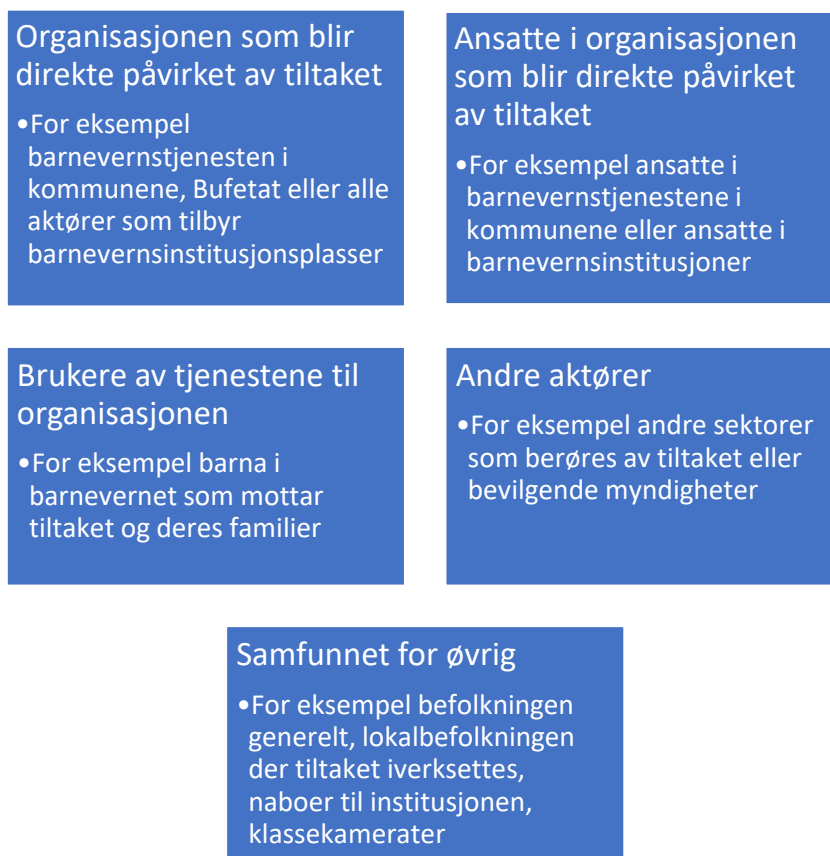 Organisasjonen som blir
direkte påvirket av tiltaket
•For eksempel
barnevernstjenesten i
kommunene, Bufetat eller alle
aktører som tilbyr
barnevernsinstitusjonsplasser
Ansatte i organisasjonen
som blir direkte påvirket
av tiltaket
•For eksempel ansatte i
barnevernstjenestene i
kommunene eller ansatte i
barnevernsinstitusjoner
Brukere av tjenestene til
organisasjonen
•For eksempel barna i
barnevernet som mottar
tiltaket og deres familier
Andre aktører
•For eksempel andre sektorer
som berøres av tiltaket eller
bevilgende myndigheter
Samfunnet for øvrig
•For eksempel befolkningen
generelt, lokalbefolkningen
der tiltaket iverksettes,
naboer til institusjonen,
klassekamerater